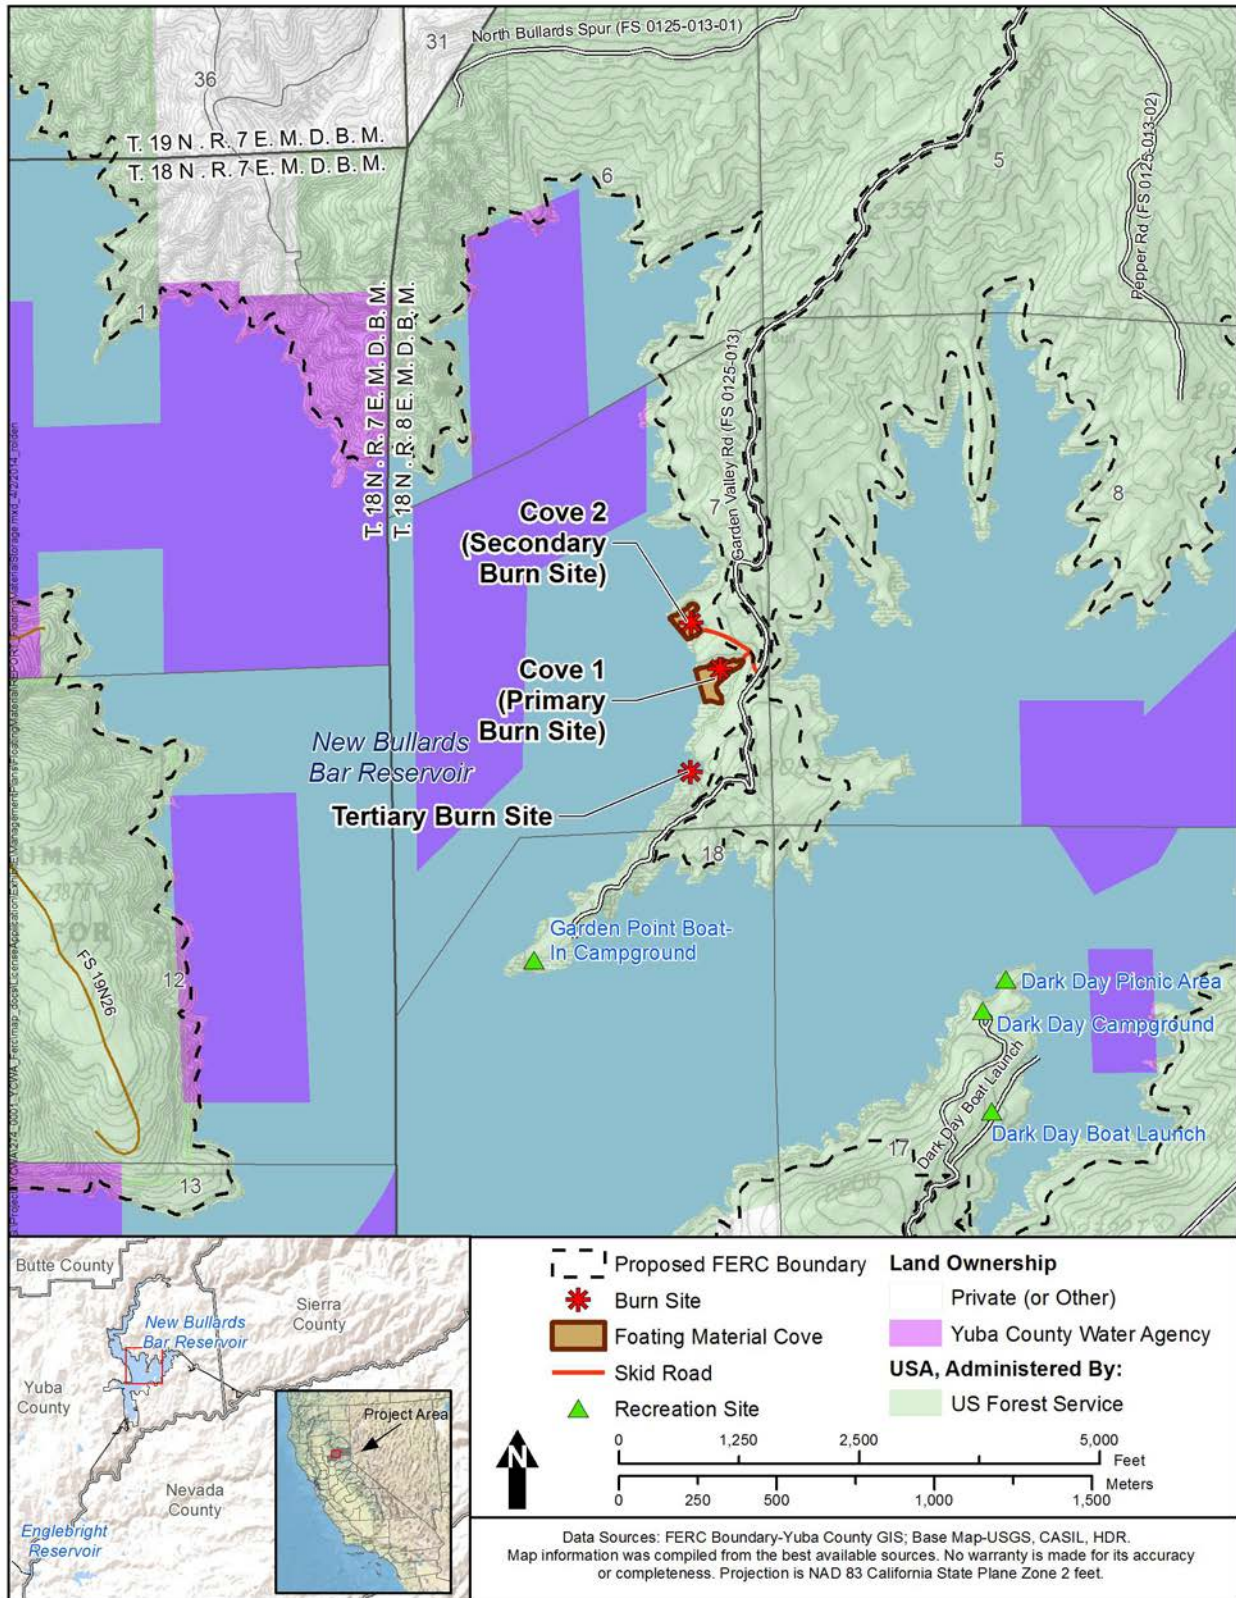 North Bullards Spur (FS 0125-013-01)
31
36
T. 19 N . R. 7 E. M. D. B. M.
T. 18 N . R. 7 E. M. D. B. M.
6
5
Pepper Rd (FS 0125-013-02)
1
T. 18 N . R. 7 E. M. D. B. M.
T. 18 N . R. 8 E. M. D. B. M.
Garden Valley Rd (FS 0125-013)
7
8
Cove 2
(Secondary
Burn Site)
Cove 1
(Primary
Burn Site)
New Bullards
Bar Reservoir
Tertiary Burn Site
18
Garden Point Boat-
In Campground
FOR
FS 19N26
12
Dark Day Picnic Area
Dark Day Campground
Dark Day Boat Launch
Dark Day Boat Launch
17
13
Butte County
Sierra
County
New Bullards
Bar Reservoir
Yuba
County
Project Area
Nevada
County
Englebright
Reservoir
Proposed FERC Boundary
Burn Site
Foating Material Cove
Skid Road
Recreation Site
Land Ownership
Private (or Other)
Yuba County Water Agency
USA, Administered By:
US Forest Service
N
0 1,250 2,500 5,000
Feet
Meters
0 250 500 1,000 1,500
Data Sources: FERC Boundary-Yuba County GIS; Base Map-USGS, CASIL, HDR.
Map information was compiled from the best available sources. No warranty is made for its accuracy
or completeness. Projection is NAD 83 California State Plane Zone 2 feet.